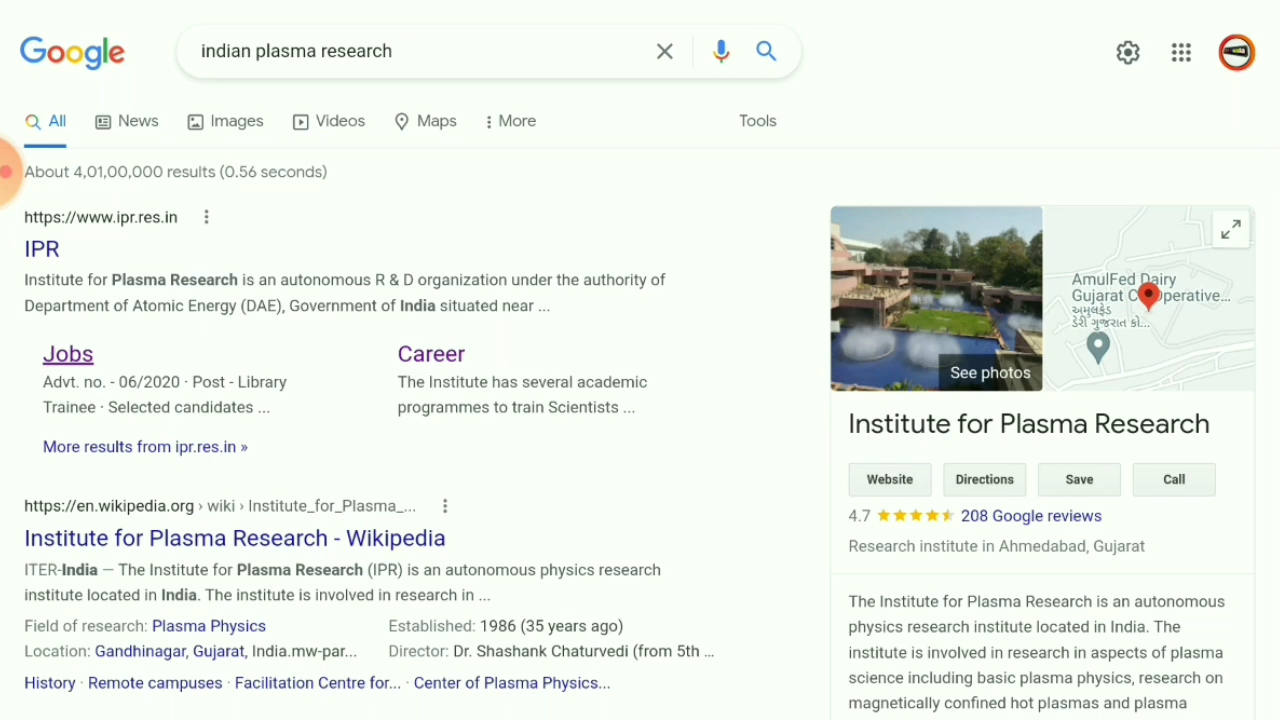 Google
indian plasma research
All
News
Images
Videos
Maps
More
Tools
About 4,01,00,000 results (0.56 seconds)
https://www.ipr.res.in
IPR
Institute for Plasma Research is an autonomous R & D organization under the authority of
Department of Atomic Energy (DAE), Government of India situated near ...
Jobs
Advt. no. - 06/2020 · Post - Library
Trainee · Selected candidates ...
Career
The Institute has several academic
programmes to train Scientists ...
More results from ipr.res.in »
https://en.wikipedia.org › wiki › Institute_for_Plasma_...
Institute for Plasma Research - Wikipedia
ITER-India — The Institute for Plasma Research (IPR) is an autonomous physics research
institute located in India. The institute is involved in research in ...
Field of research: Plasma Physics
Established: 1986 (35 years ago)
Location: Gandhinagar, Gujarat, India.mw-par...
Director: Dr. Shashank Chaturvedi (from 5th ...
History · Remote campuses · Facilitation Centre for... · Center of Plasma Physics...
See photos
AmulFed Dairy
Gujarat
અમુલફેડ
ડેરી ગુજરાત કો...
Institute for Plasma Research
Website
Directions
Save
Call
4.7
208 Google reviews
Research institute in Ahmedabad, Gujarat
The Institute for Plasma Research is an autonomous
physics research institute located in India. The
institute is involved in research in aspects of plasma
science including basic plasma physics, research on
magnetically confined hot plasmas and plasma